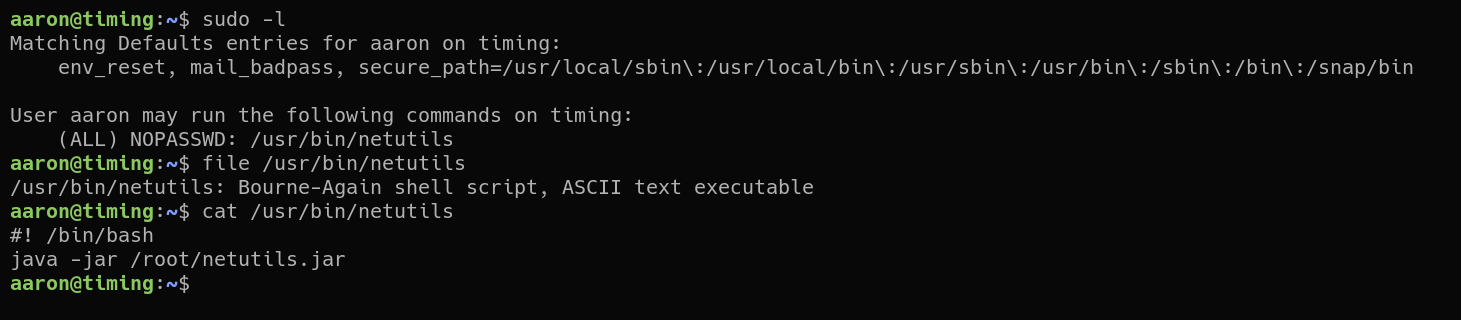 aaron@timing:~$ sudo -l
Matching Defaults entries for aaron on timing:
    env_reset, mail_badpass, secure_path=/usr/local/sbin\:/usr/local/bin\:/usr/sbin\:/usr/bin\:/sbin\:/bin\:/snap/bin

User aaron may run the following commands on timing:
    (ALL) NOPASSWD: /usr/bin/netutils
aaron@timing:~$ file /usr/bin/netutils
/usr/bin/netutils: Bourne-Again shell script, ASCII text executable
aaron@timing:~$ cat /usr/bin/netutils
#! /bin/bash
java -jar /root/netutils.jar
aaron@timing:~$